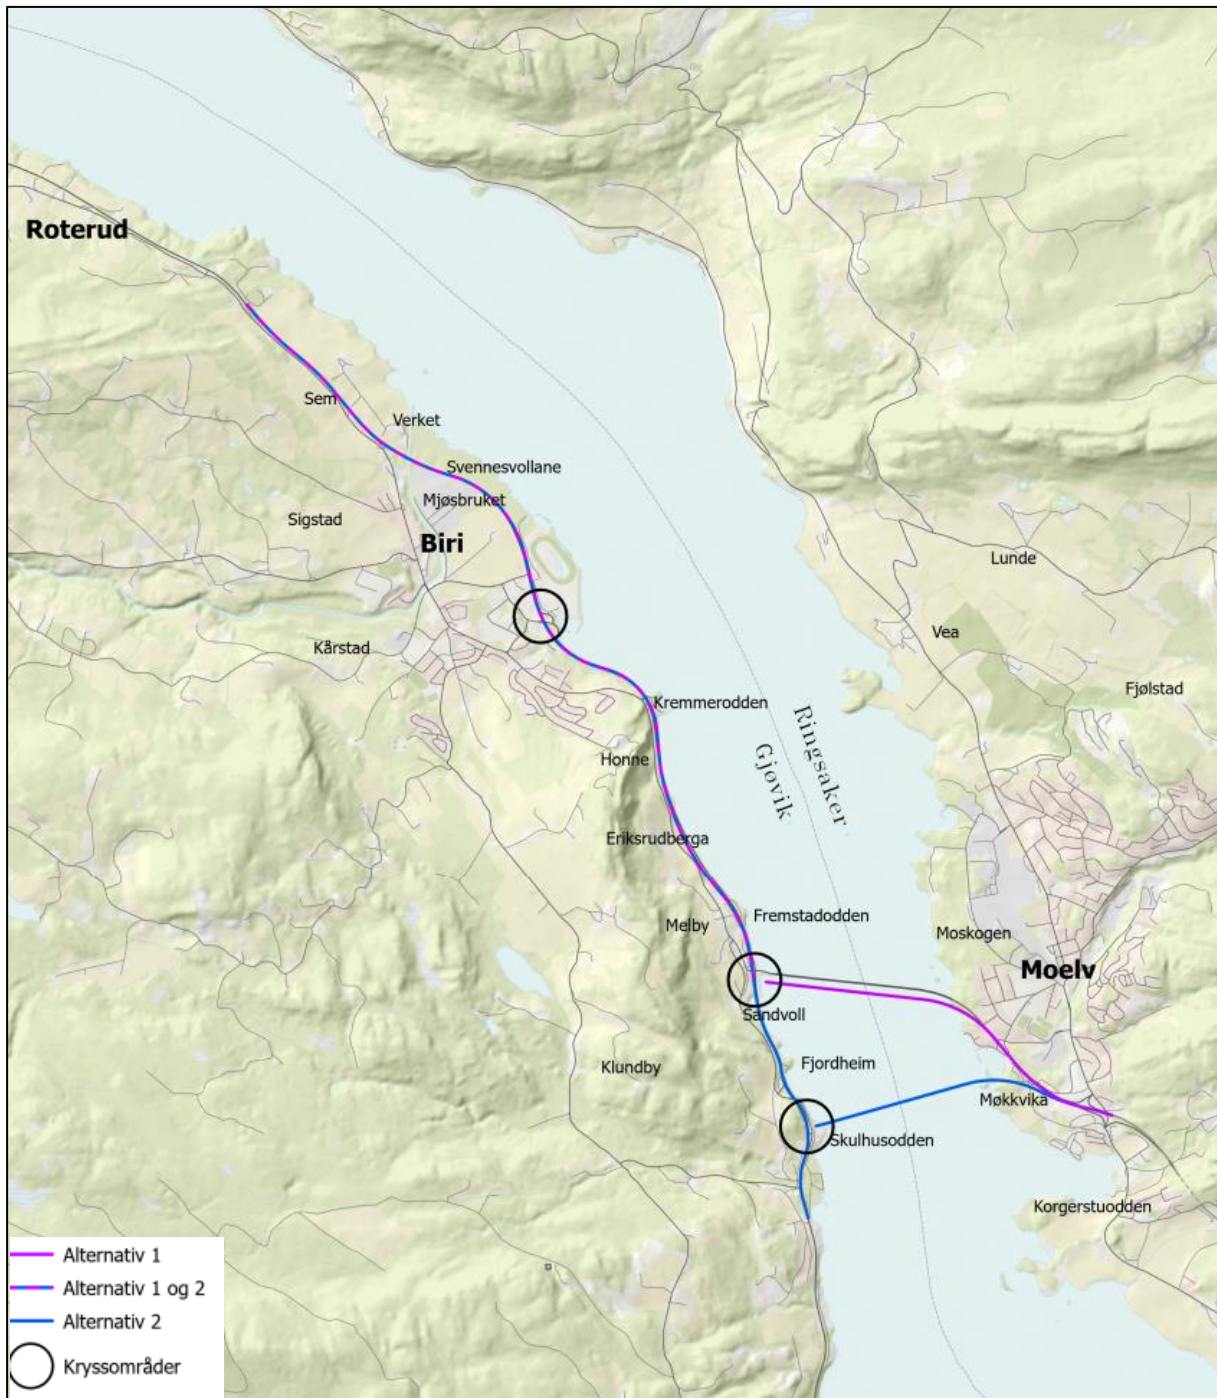 Roterud
Sem
Verket
Svennesvollane
Mjøsbruket
Sigstad
Biri
Lunde
Vea
Kårstad
Fjølstad
Kremmerodden
Ringsaker
Gjøvik
Honne
Eriksrudberga
Fremstadodden
Melby
Moskogen
Moelv
Sandvoll
Fjordheim
Klundby
Møkkvika
Skulhusodden
Korgerstuodden
Alternativ 1
Alternativ 1 og 2
Alternativ 2
Kryssområder